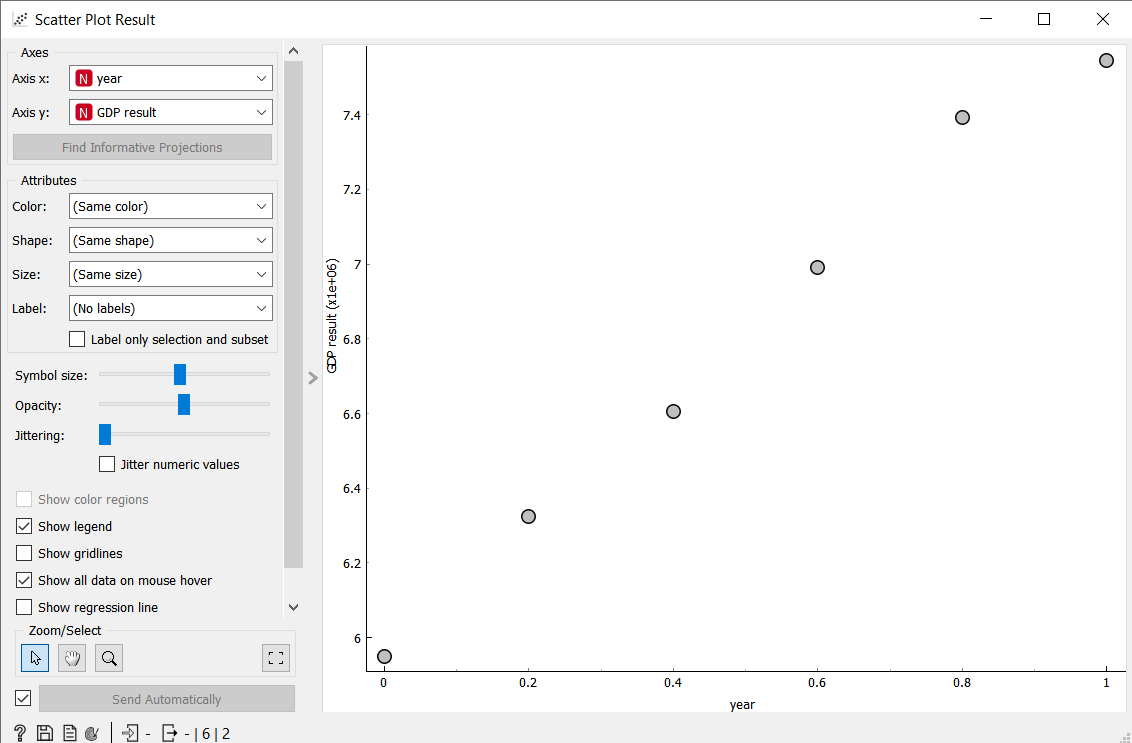 Scatter Plot Result
Axes
Axis x: N year
Axis y: N GDP result
Find Informative Projections
Attributes
Color: (Same color)
Shape: (Same shape)
Size: (Same size)
Label: (No labels)
Label only selection and subset
Symbol size:
Opacity:
Jittering:
Jitter numeric values
Show color regions
Show legend
Show gridlines
Show all data on mouse hover
Show regression line
Zoom/Select
Send Automatically
? - - | 6 | 2
GDP result (x1e+06)
7.4
7.2
7
6.8
6.6
6.4
6.2
6
0 0.2 0.4 0.6 0.8 1
year